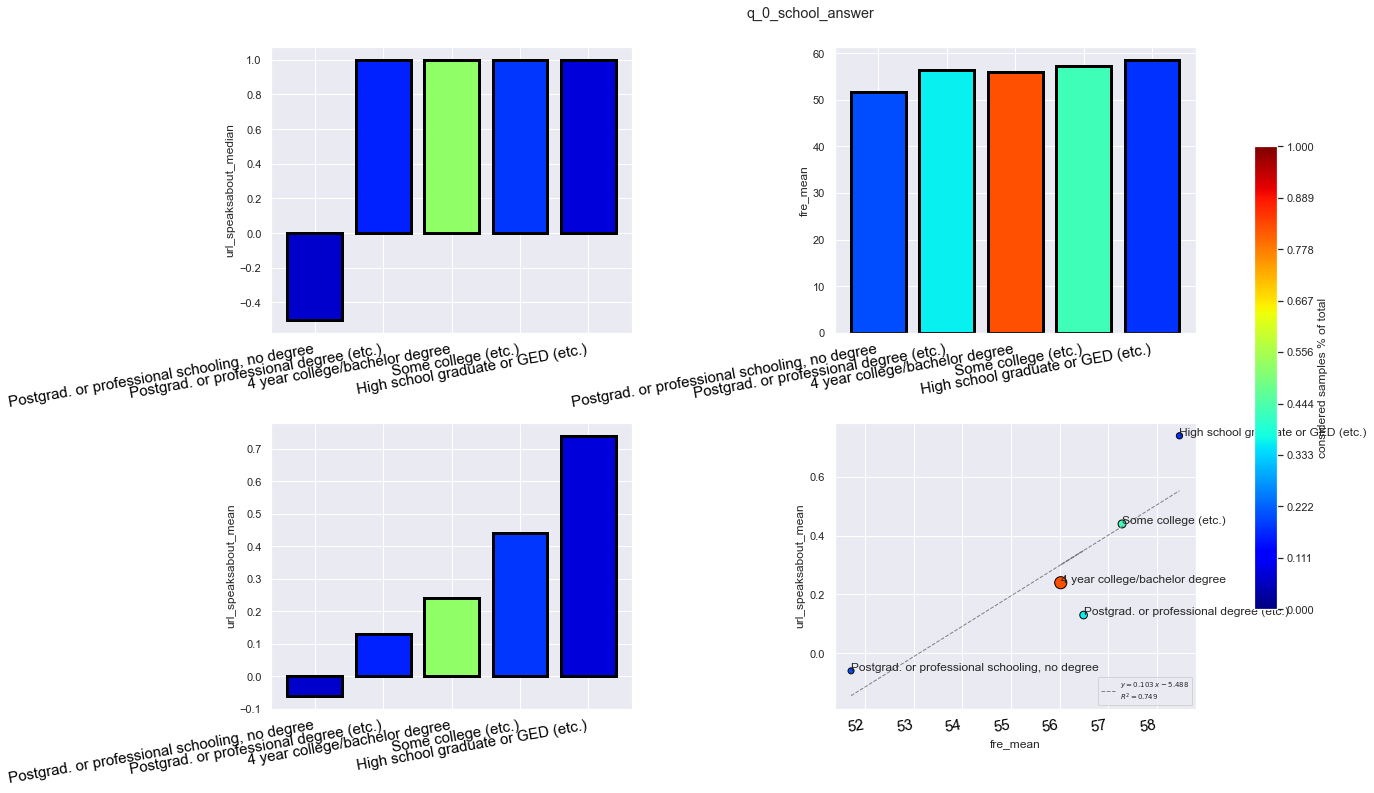 q_0_school_answer
url_speaksabout_median
1.0
0.8
0.6
0.4
0.2
0.0
−0.2
−0.4
Postgrad. or professional schooling, no degree
Postgrad. or professional degree (etc.)
4 year college/bachelor degree
Some college (etc.)
High school graduate or GED (etc.)
fre_mean
60
50
40
30
20
10
0
Postgrad. or professional schooling, no degree
Postgrad. or professional degree (etc.)
4 year college/bachelor degree
Some college (etc.)
High school graduate or GED (etc.)
url_speaksabout_mean
0.7
0.6
0.5
0.4
0.3
0.2
0.1
0.0
−0.1
Postgrad. or professional schooling, no degree
Postgrad. or professional degree (etc.)
4 year college/bachelor degree
Some college (etc.)
High school graduate or GED (etc.)
url_speaksabout_mean
0.6
0.4
0.2
0.0
High school graduate or GED (etc.)
Some college (etc.)
4 year college/bachelor degree
Postgrad. or professional degree (etc.)
Postgrad. or professional schooling, no degree
y = 0.103 x − 5.488
R² = 0.749
52 53 54 55 56 57 58
fre_mean
1.000
0.889
0.778
0.667
0.556
0.444
0.333
0.222
0.111
0.000
considered samples % of total